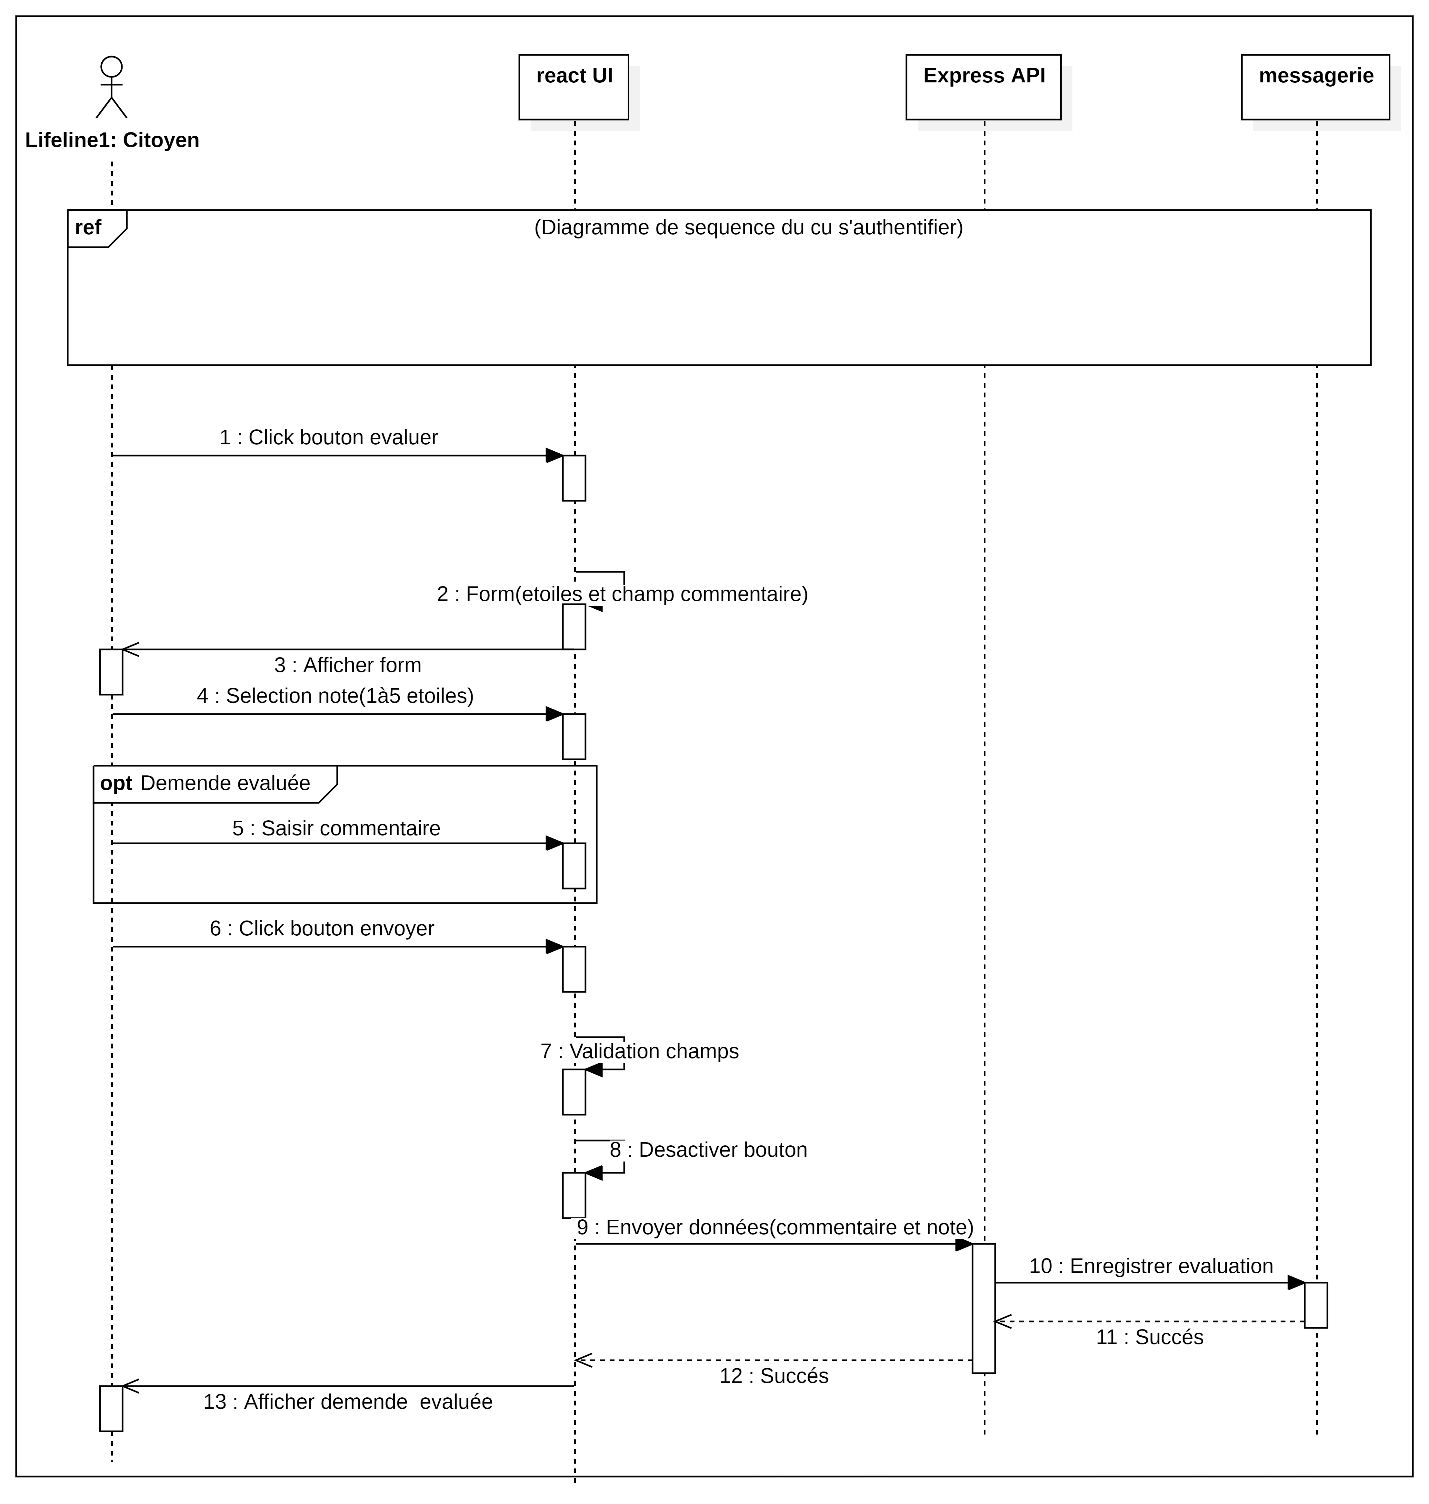 react UI
Express API
messagerie
Lifeline1: Citoyen
ref
(Diagramme de sequence du cu s'authentifier)
1 : Click bouton evaluer
2 : Form(etoiles et champ commentaire)
3 : Afficher form
4 : Selection note(1à5 etoiles)
opt Demende evaluée
5 : Saisir commentaire
6 : Click bouton envoyer
7 : Validation champs
8 : Desactiver bouton
9 : Envoyer données(commentaire et note)
10 : Enregistrer evaluation
11 : Succés
12 : Succés
13 : Afficher demende  evaluée